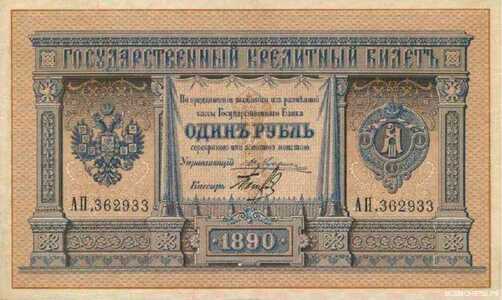 ГОСУДАРСТВЕННЫЙ КРЕДИТНЫЙ БИЛЕТЪ
По предъявленіи выдается изъ размѣнной
кассы Государственнаго Банка
ОДИНЪ РУБЛЬ
серебряною или золотою монетою.
Управляющій
Кассиръ
АП.362933 АП.362933
1890